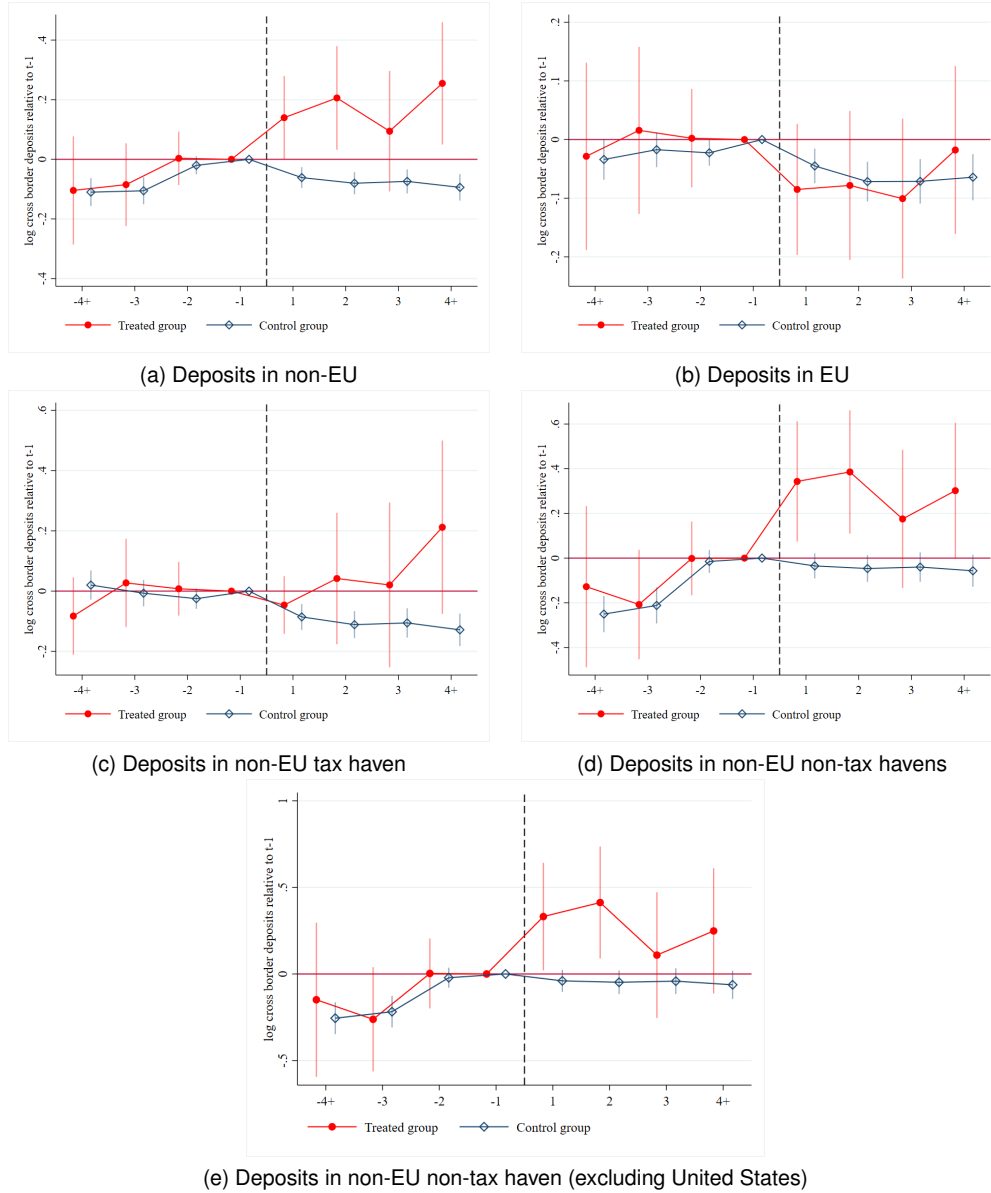 log cross border deposits relative to t-1
.4
.2
0
-.2
-.4
-4+ -3 -2 -1 1 2 3 4+
Treated group Control group
(a) Deposits in non-EU
log cross border deposits relative to t-1
.2
.1
0
-.1
-.2
-4+ -3 -2 -1 1 2 3 4+
Treated group Control group
(b) Deposits in EU
log cross border deposits relative to t-1
.6
.4
.2
0
-.2
-4+ -3 -2 -1 1 2 3 4+
Treated group Control group
(c) Deposits in non-EU tax haven
log cross border deposits relative to t-1
.6
.4
.2
0
-.2
-.4
-4+ -3 -2 -1 1 2 3 4+
Treated group Control group
(d) Deposits in non-EU non-tax havens
log cross border deposits relative to t-1
1
.5
0
-.5
-4+ -3 -2 -1 1 2 3 4+
Treated group Control group
(e) Deposits in non-EU non-tax haven (excluding United States)